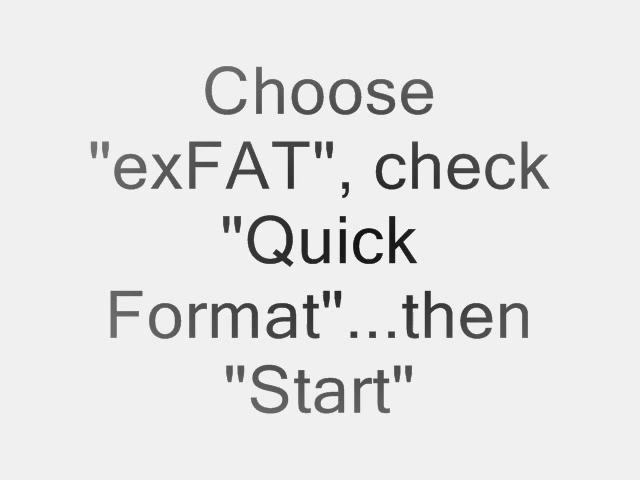 Choose
"exFAT", check
"Quick
Format"...then
"Start"